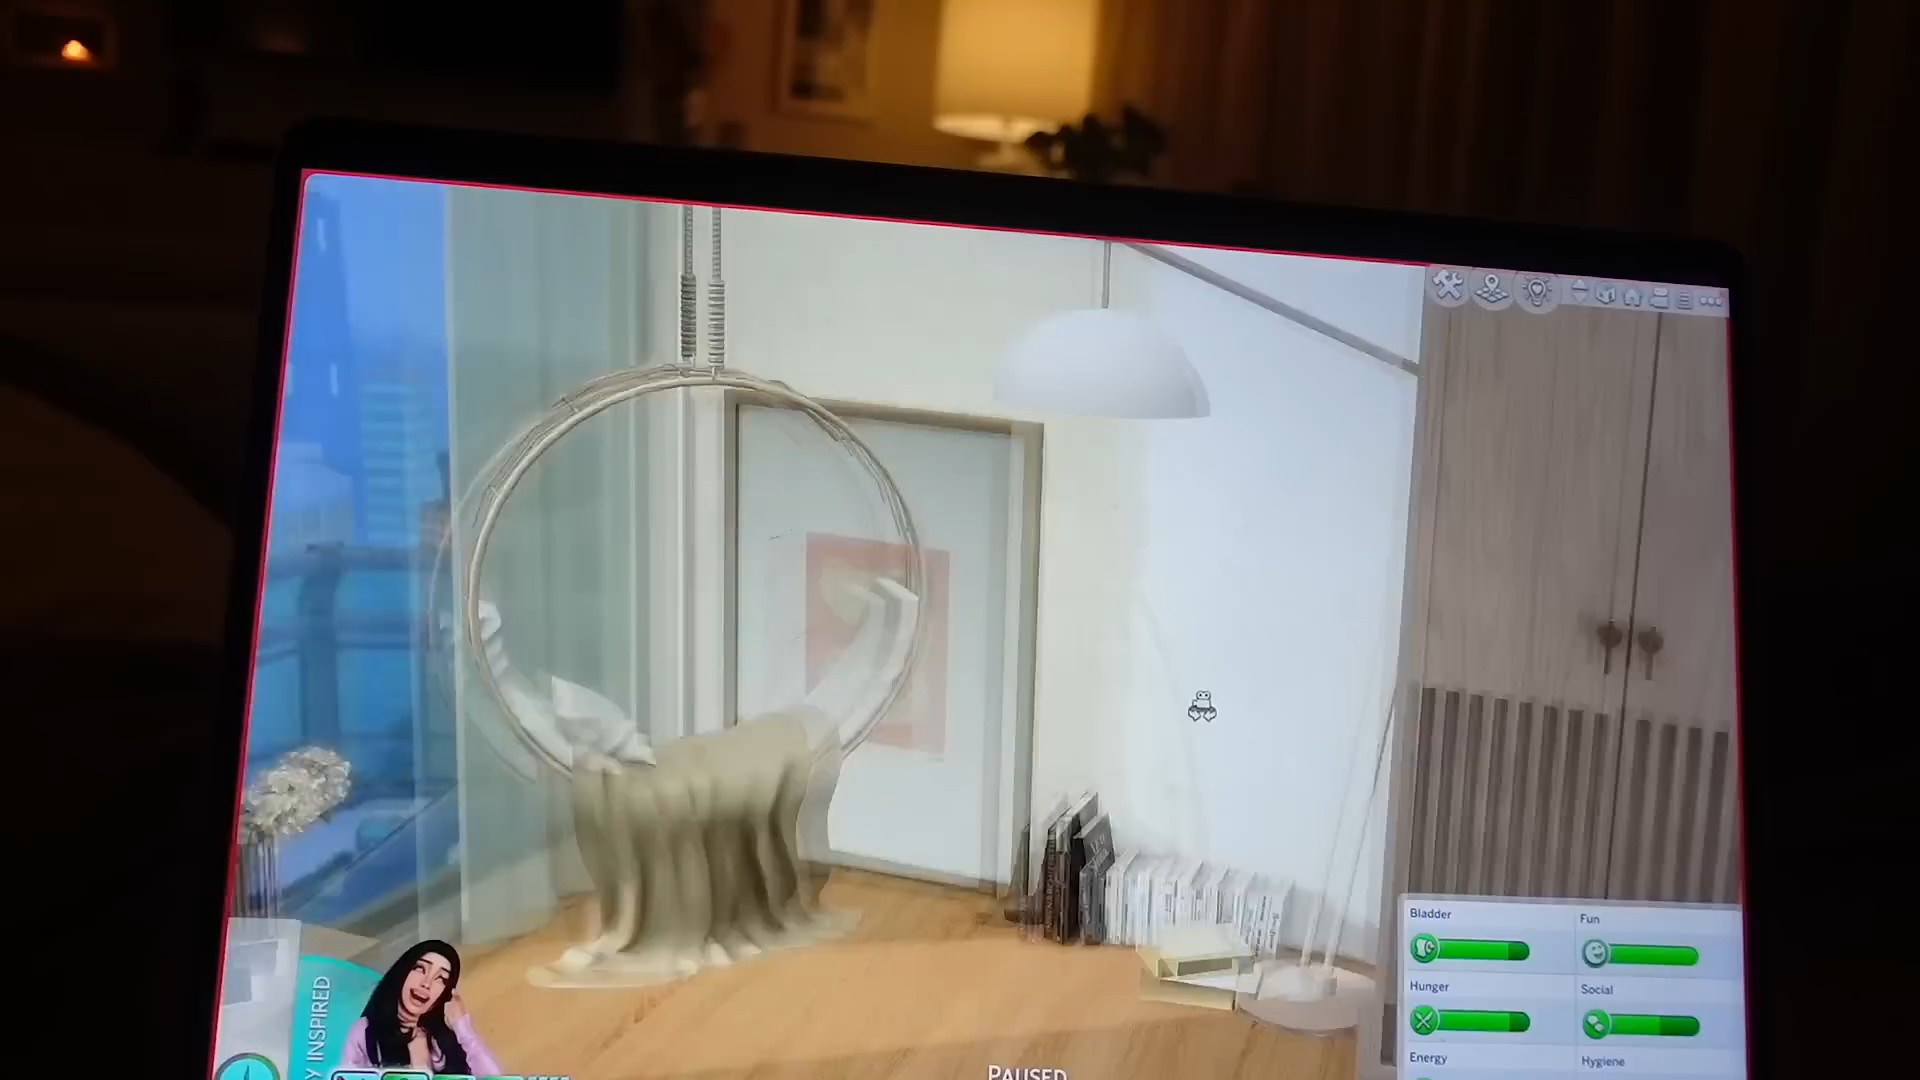 Bladder
Fun
Hunger
Social
Energy
Hygiene
Y INSPIRED
PAUSED